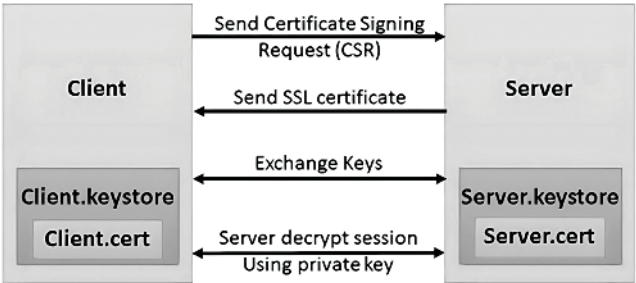 Send Certificate Signing
Request (CSR)
Client
Server
Send SSL certificate
Exchange Keys
Client.keystore
Server.keystore
Client.cert
Server.cert
Server decrypt session
Using private key